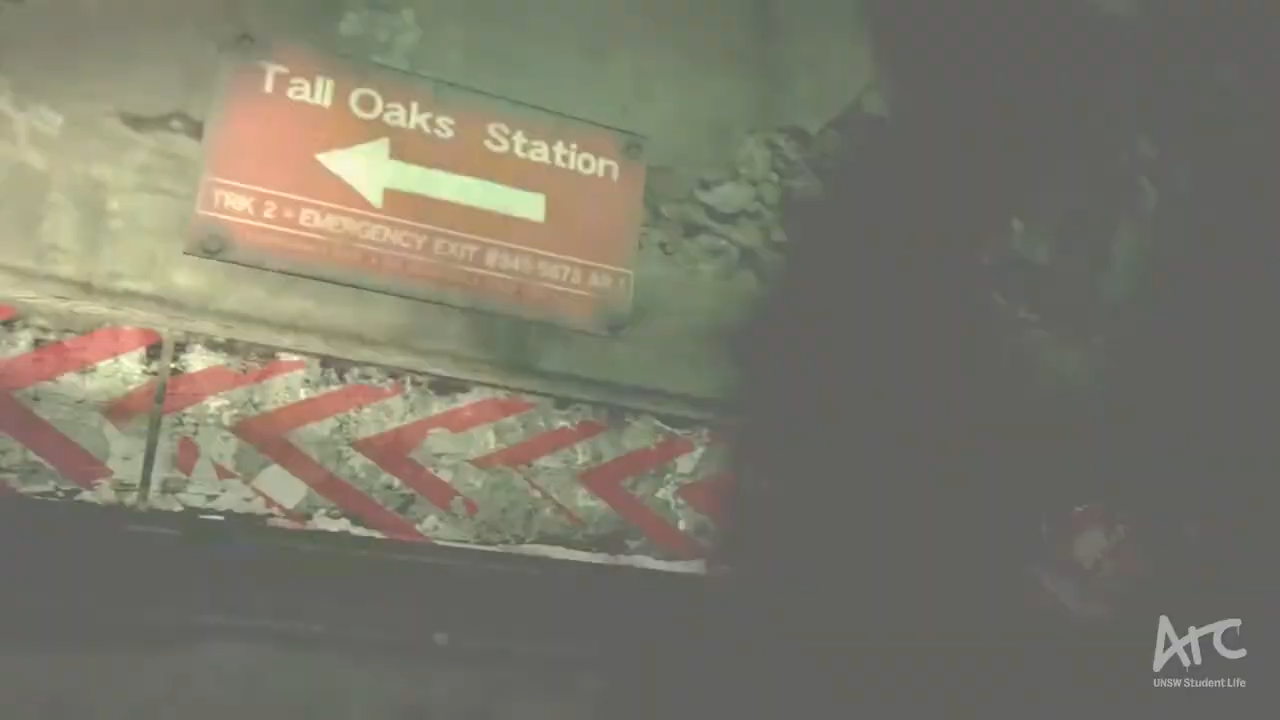 Tall Oaks Station
TRK 2 - EMERGENCY EXIT
Arc
UNSW Student Life